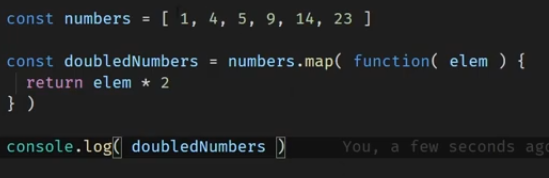 const numbers = [ 1, 4, 5, 9, 14, 23 ]
const doubledNumbers = numbers.map( function( elem ) {
return elem * 2
} )
console.log( doubledNumbers ) You, a few seconds ago